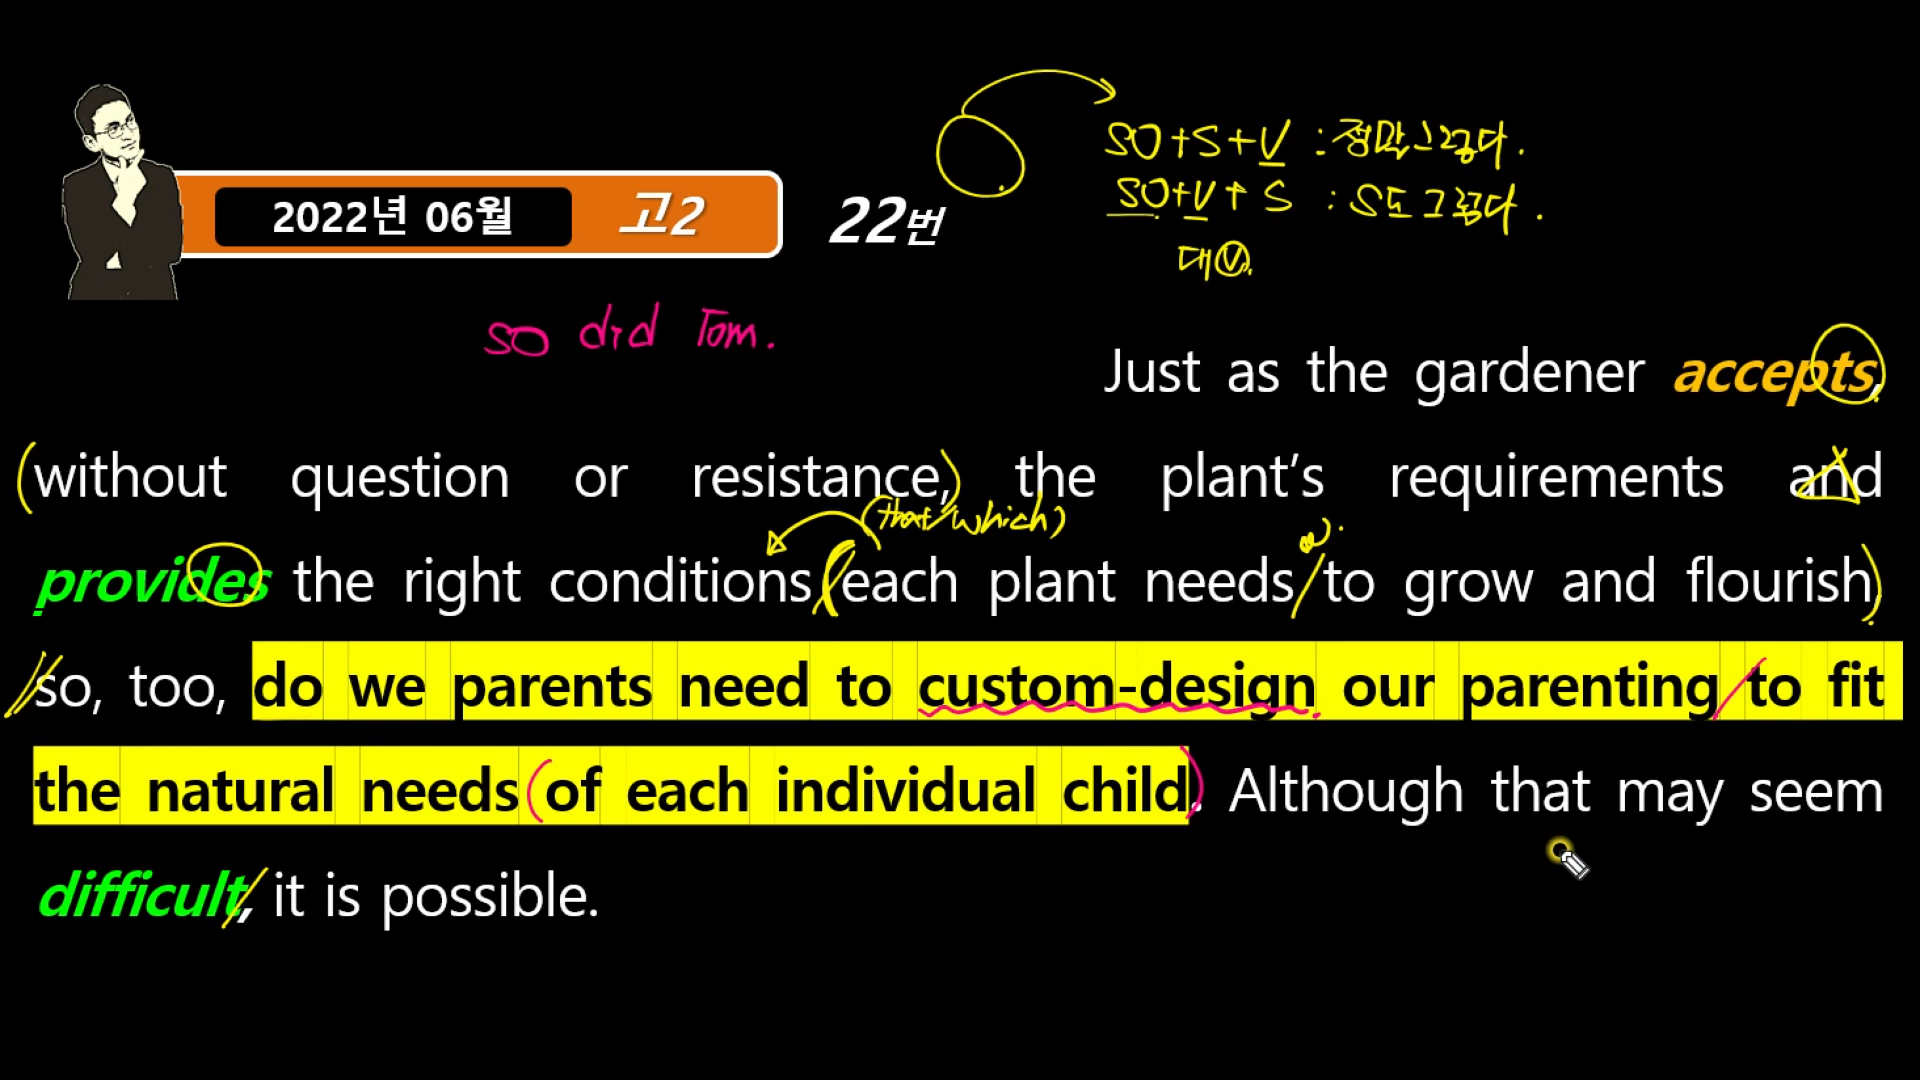 SO+S+V : 정말 그렇다.
2022년 06월 고2 22번
SO+V+S : S도 그렇다.
대ⓥ.
so did Tom.
Just as the gardener accepts,
(without question or resistance,) the plant's requirements and
(that/which)
provides the right conditions (each plant needs/to grow and flourish)
/so, too, do we parents need to custom-design our parenting/to fit
the natural needs (of each individual child). Although that may seem
difficult,/ it is possible.